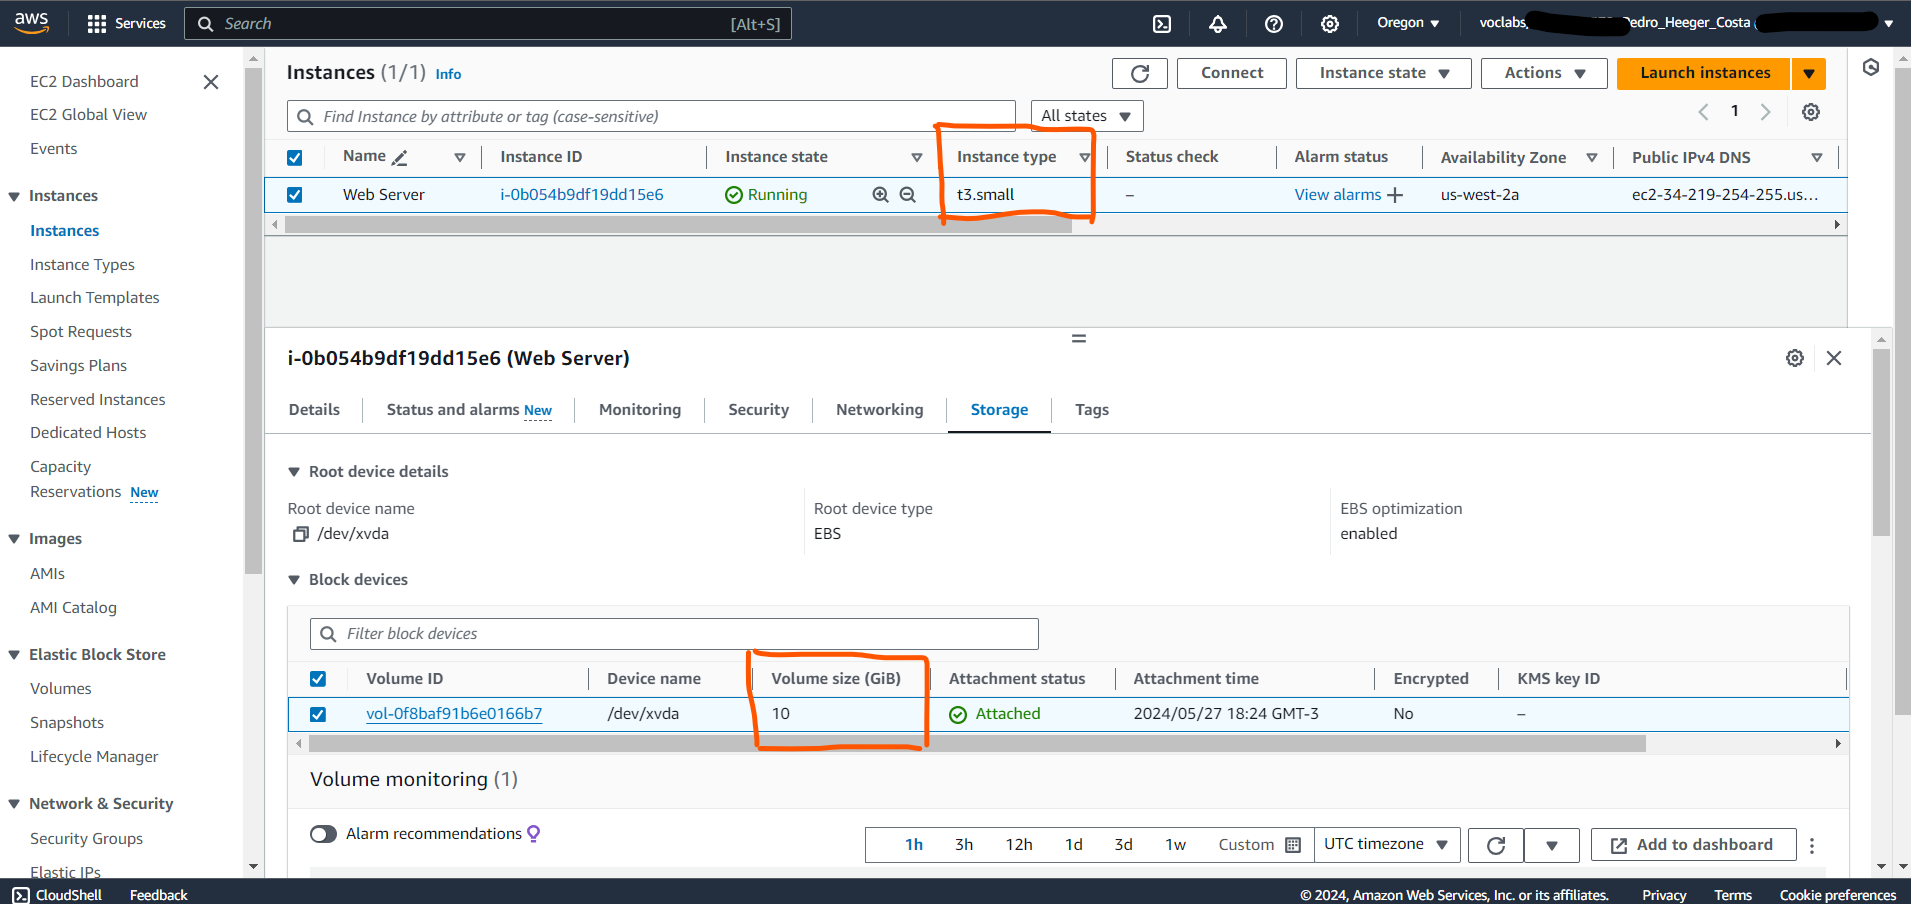 aws Services Search [Alt+S] Oregon voclabs, Pedro_Heeger_Costa
EC2 Dashboard
EC2 Global View
Events
Instances
Instances
Instance Types
Launch Templates
Spot Requests
Savings Plans
Reserved Instances
Dedicated Hosts
Capacity
Reservations New
Images
AMIs
AMI Catalog
Elastic Block Store
Volumes
Snapshots
Lifecycle Manager
Network & Security
Security Groups
Elastic IPs
Instances (1/1) Info Connect Instance state Actions Launch instances
Find Instance by attribute or tag (case-sensitive) All states 1
Name Instance ID Instance state Instance type Status check Alarm status Availability Zone Public IPv4 DNS
Web Server i-0b054b9df19dd15e6 Running t3.small – View alarms + us-west-2a ec2-34-219-254-255.us...
i-0b054b9df19dd15e6 (Web Server)
Details Status and alarms New Monitoring Security Networking Storage Tags
Root device details
Root device name Root device type EBS optimization
/dev/xvda EBS enabled
Block devices
Filter block devices
Volume ID Device name Volume size (GiB) Attachment status Attachment time Encrypted KMS key ID
vol-0f8baf91b6e0166b7 /dev/xvda 10 Attached 2024/05/27 18:24 GMT-3 No –
Volume monitoring (1)
Alarm recommendations 1h 3h 12h 1d 3d 1w Custom UTC timezone Add to dashboard
CloudShell Feedback © 2024, Amazon Web Services, Inc. or its affiliates. Privacy Terms Cookie preferences